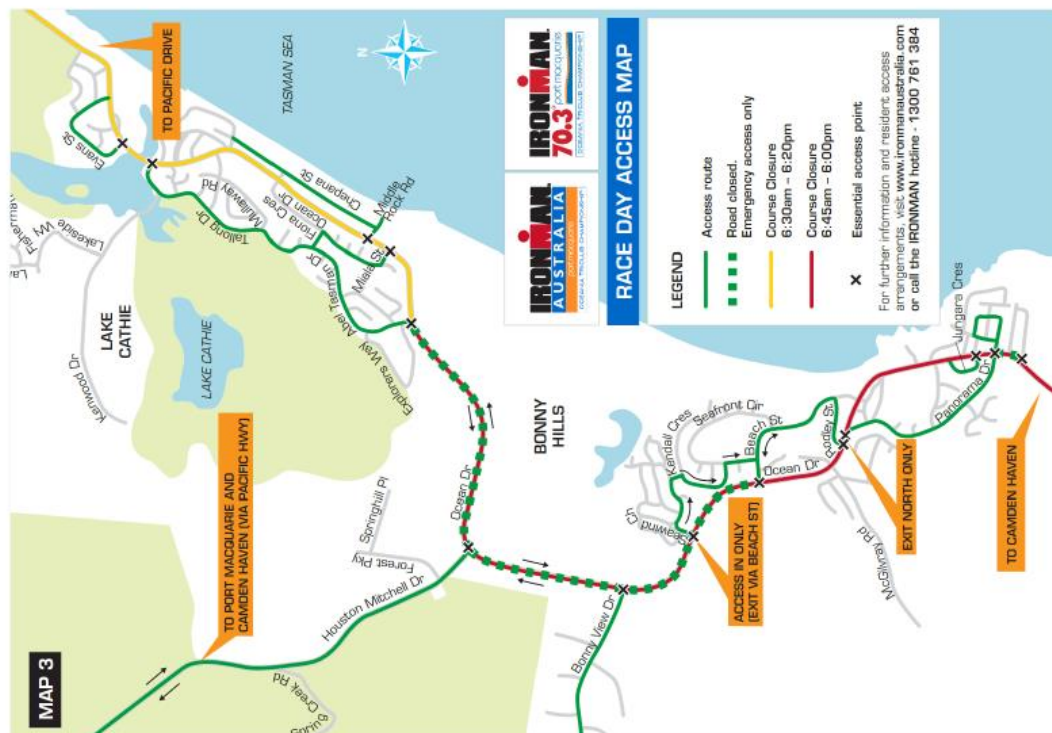 MAP 3
TO PORT MACQUARIE AND
CAMDEN HAVEN (VIA PACIFIC HWY)
LAKE
CATHIE
LAKE CATHIE
Kenwood Dr
Lakeside
Wy
Evans St
TO PACIFIC DRIVE
TASMAN SEA
N
Tallong Dr
Mullaway Rd
Fiona Cres
Ocean Dr
Chepana St
Middle
Rock Rd
Miala St
Abel Tasman Dr
Explorers Way
Ocean Dr
Springhill Pl
Forest Pky
Houston Mitchell Dr
Creek Rd
BONNY
HILLS
Bonny View Dr
Seawind Ch
Kendall Cres
Seafront Cir
Beach St
Ocean Dr
Rodley St
McGilvray Rd
Panorama Dr
Jungara Cres
ACCESS IN ONLY
(EXIT VIA BEACH ST)
EXIT NORTH ONLY
TO CAMDEN HAVEN
IRONMAN
AUSTRALIA
IRONMAN
70.3 port macquarie
RACE DAY ACCESS MAP
LEGEND
Access route
Road closed.
Emergency access only
Course Closure
6:30am – 6:20pm
Course Closure
6:45am – 6:00pm
Essential access point
For further information and resident access
arrangements, visit www.ironmanaustralia.com
or call the IRONMAN hotline - 1300 761 384